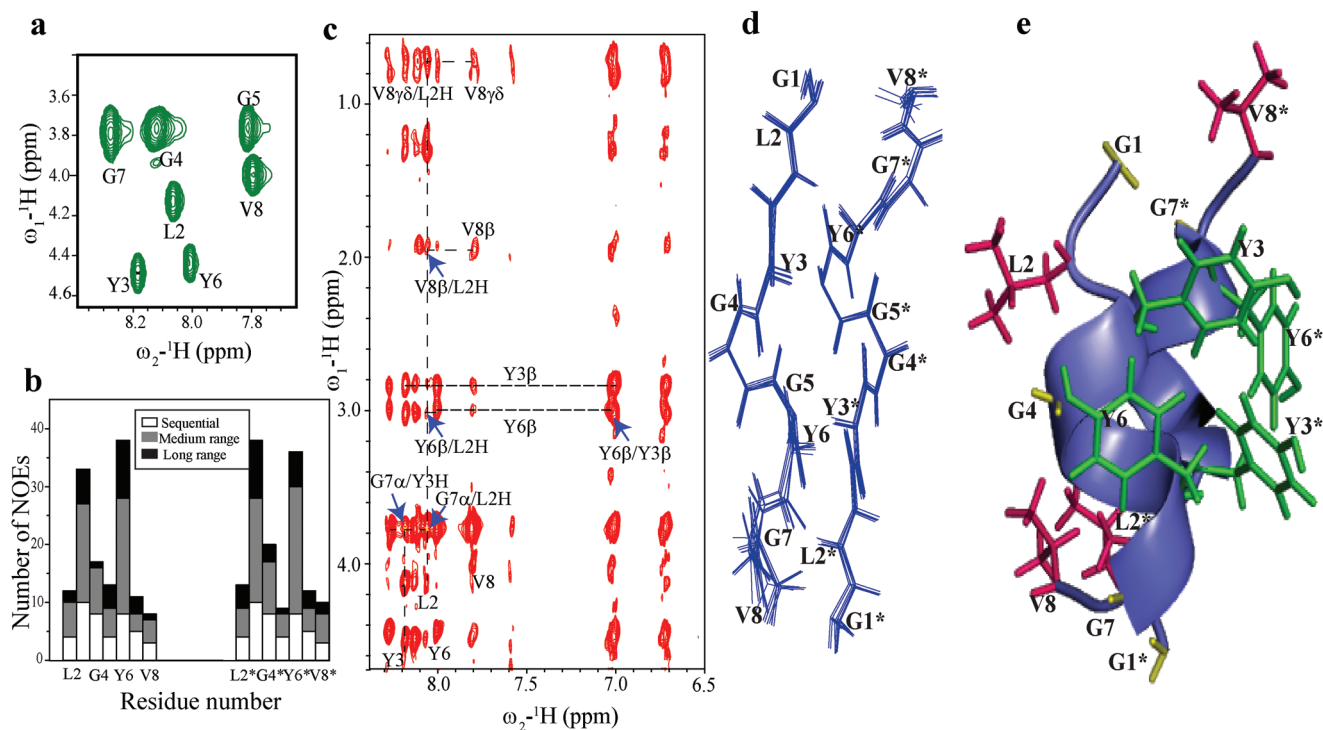 a
3.6
3.8
4.0
4.2
4.4
4.6
8.2
8.0
7.8
G5
G4
G7
V8
L2
Y3
Y6
ω₁-¹H (ppm)
ω₂-¹H (ppm)
b
Sequential
Medium range
Long range
Number of NOEs
40
30
20
10
0
L2 G4 Y6 V8
L2* G4* Y6* V8*
Residue number
c
V8γδ/L2H
V8γδ
V8β
V8β/L2H
Y3β
Y6β
Y6β/L2H
Y6β/Y3β
G7α/Y3H
G7α/L2H
V8
L2
Y3
Y6
1.0
2.0
3.0
4.0
8.0
7.5
7.0
6.5
ω₁-¹H (ppm)
ω₂-¹H (ppm)
d
G1
V8*
L2
G7*
Y6*
Y3
G4
G5*
G4*
G5
Y3*
Y6
G7
L2*
V8
G1*
e
V8*
G1
G7*
Y3
L2
Y6*
G4
Y6
Y3*
L2*
V8
G7
G1*